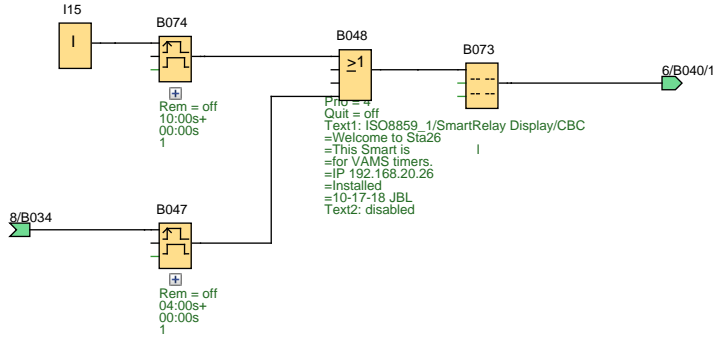 I15
B074
B048
B073
6/B040/1
I
≥1
Rem = off
10:00s+
00:00s
1
Prio = 4
Quit = off
Text1: ISO8859_1/SmartRelay Display/CBC
=Welcome to Sta26
=This Smart is I
=for VAMS timers.
=IP 192.168.20.26
=Installed
=10-17-18 JBL
Text2: disabled
8/B034
B047
Rem = off
04:00s+
00:00s
1